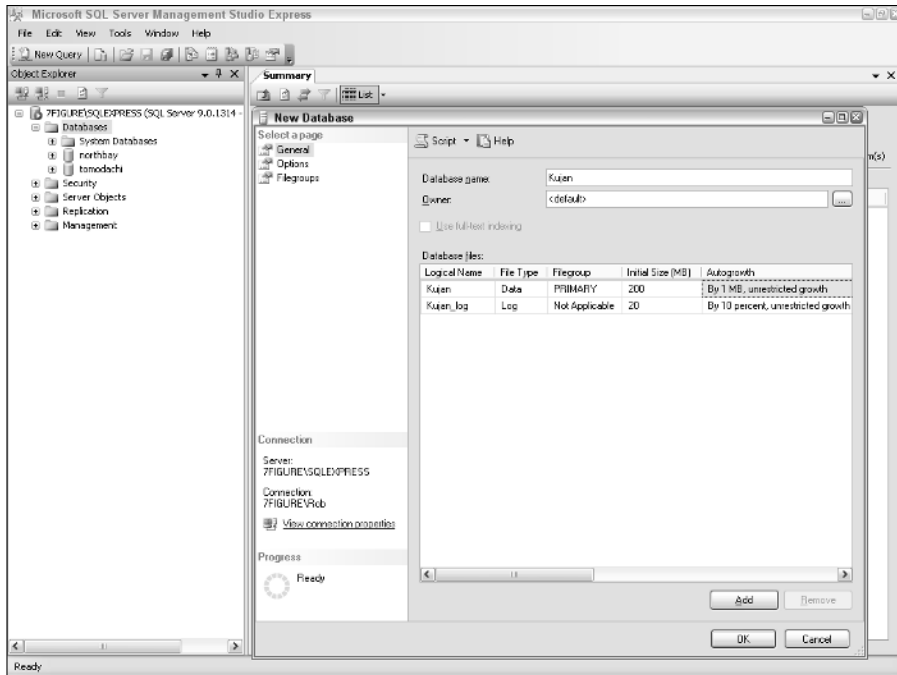 Microsoft SQL Server Management Studio Express
File Edit View Tools Window Help
New Query
Object Explorer
Summary
List
7FIGURE\SQLEXPRESS (SQL Server 9.0.1314 -
Databases
System Databases
northbay
tomodachi
Security
Server Objects
Replication
Management
New Database
Select a page
General
Options
Filegroups
Script Help
m(s)
Database name: Kujan
Owner: <default> ...
Use full-text indexing
Database files:
Logical Name File Type Filegroup Initial Size (MB) Autogrowth
Kujan Data PRIMARY 200 By 1 MB, unrestricted growth
Kujan_log Log Not Applicable 20 By 10 percent, unrestricted growth
Connection
Server:
7FIGURE\SQLEXPRESS
Connection:
7FIGURE\Rob
View connection properties
Progress
Ready
Add Remove
OK Cancel
Ready